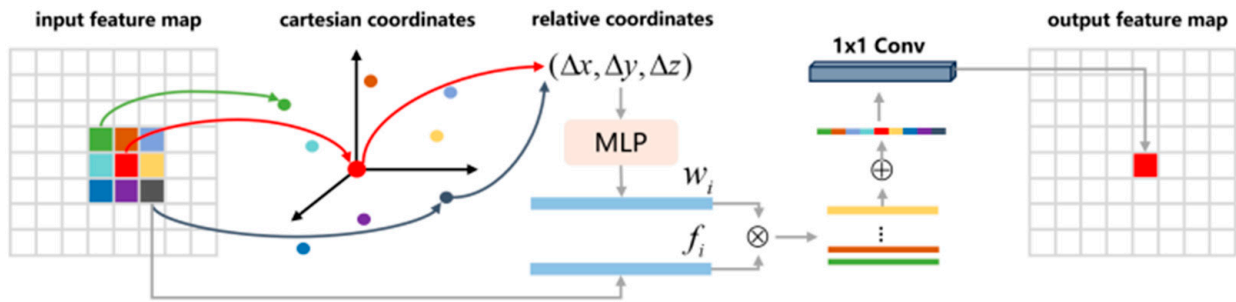 input feature map
cartesian coordinates
relative coordinates
output feature map
1x1 Conv
(Δx, Δy, Δz)
MLP
w_i
f_i
⊕
⊗
⋮